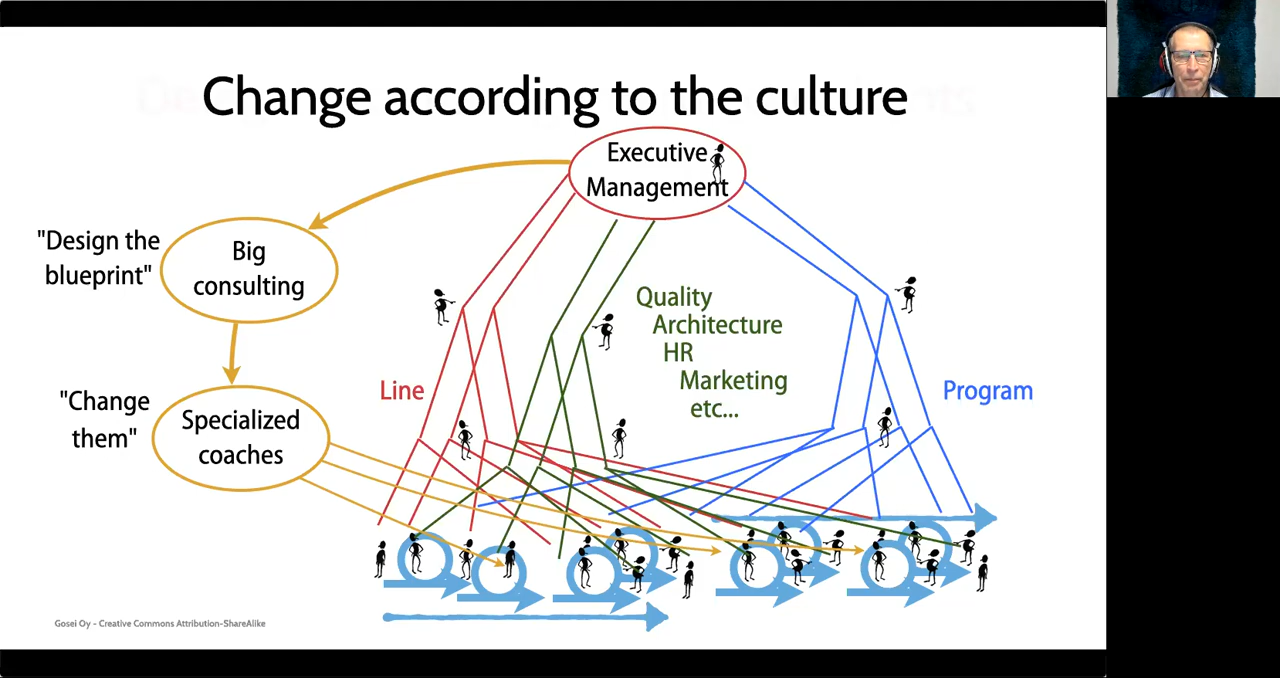 Change according to the culture
Executive
Management
"Design the
blueprint"
Big
consulting
Quality
Architecture
HR
Marketing
etc...
Line
Program
"Change
them"
Specialized
coaches
Gosei Oy - Creative Commons Attribution-ShareAlike